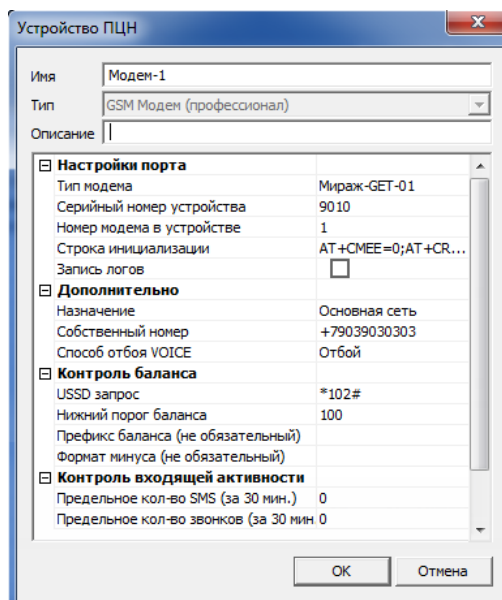 Устройство ПЦН
Имя Модем-1
Тип GSM Модем (профессионал)
Описание
Настройки порта
Тип модема Мираж-GET-01
Серийный номер устройства 9010
Номер модема в устройстве 1
Строка инициализации AT+CMEE=0;AT+CR...
Запись логов
Дополнительно
Назначение Основная сеть
Собственный номер +79039030303
Способ отбоя VOICE Отбой
Контроль баланса
USSD запрос *102#
Нижний порог баланса 100
Префикс баланса (не обязательный)
Формат минуса (не обязательный)
Контроль входящей активности
Предельное кол-во SMS (за 30 мин.) 0
Предельное кол-во звонков (за 30 мин 0
OK Отмена